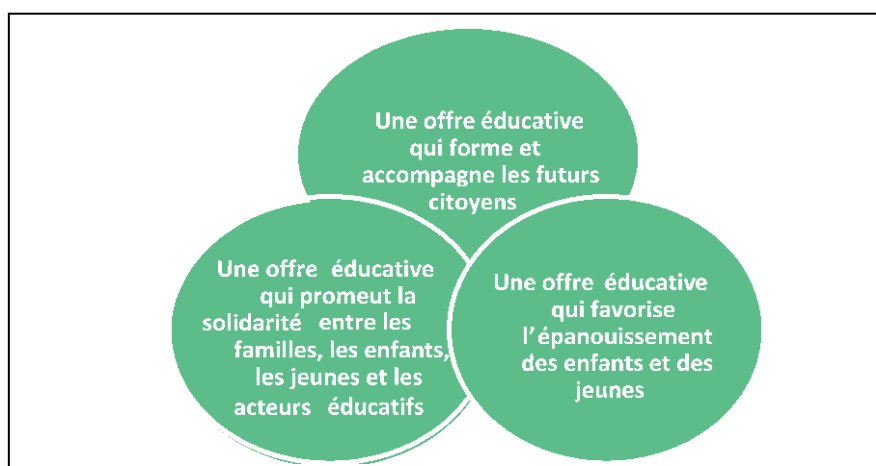 Une offre éducative
qui forme et
accompagne les futurs
citoyens
Une offre éducative
qui promeut la
solidarité entre les
familles, les enfants,
les jeunes et les
acteurs éducatifs
Une offre éducative
qui favorise
l'épanouissement
des enfants et des
jeunes